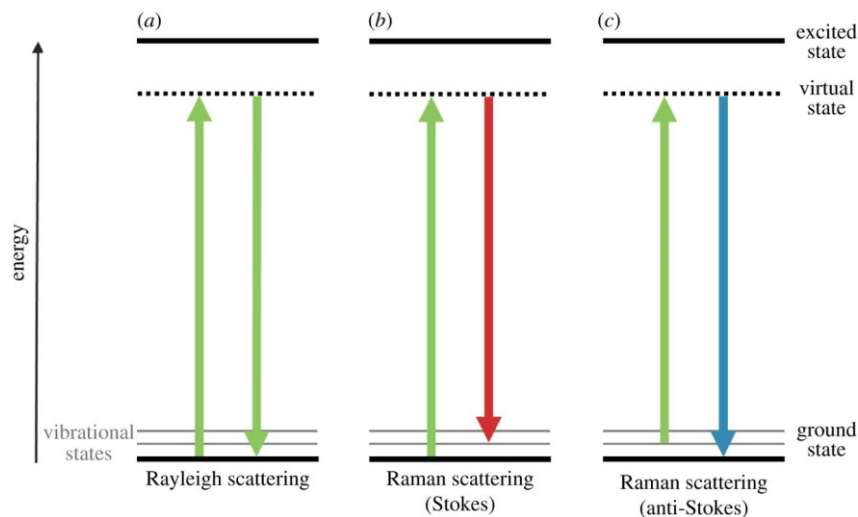 (a)
(b)
(c)
excited
state
virtual
state
energy
vibrational
states
ground
state
Rayleigh scattering
Raman scattering
(Stokes)
Raman scattering
(anti-Stokes)